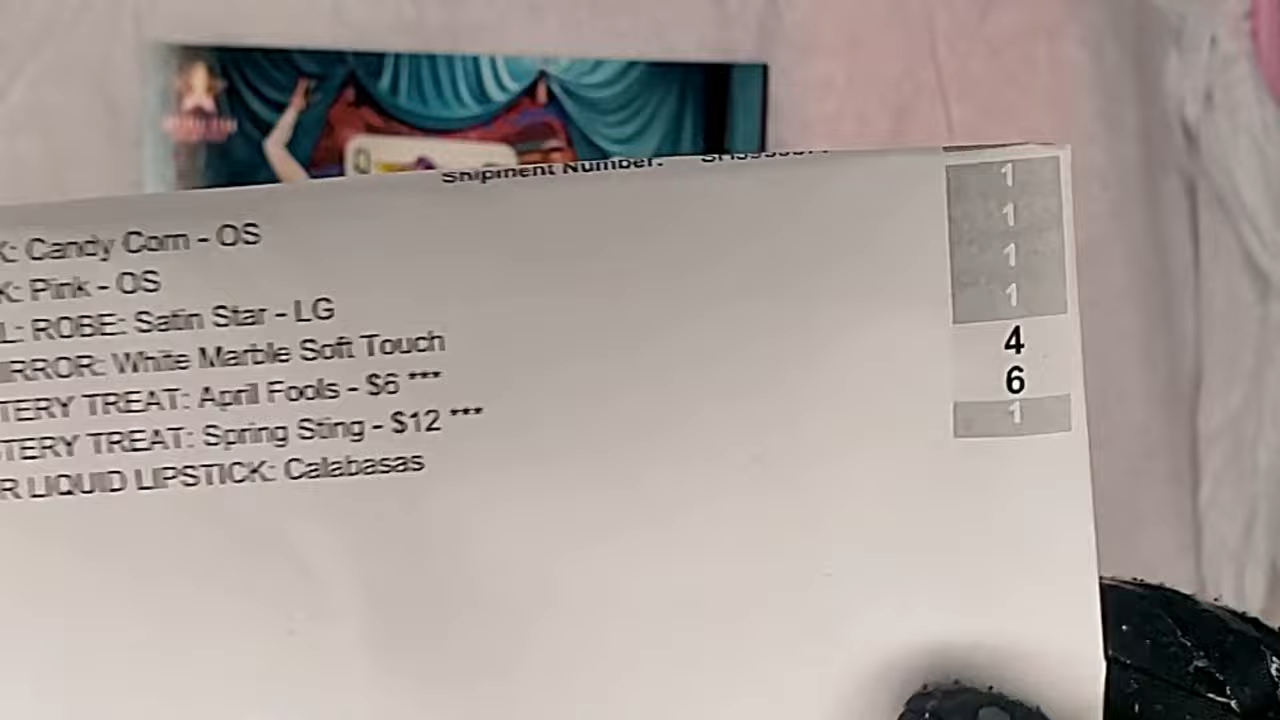 Shipment Number:
K: Candy Corn - OS 1
K: Pink - OS 1
L: ROBE: Satin Star - LG 1
IRROR: White Marble Soft Touch 1
TERY TREAT: April Fools - $6 *** 4
STERY TREAT: Spring Sting - $12 *** 6
R LIQUID LIPSTICK: Calabasas 1